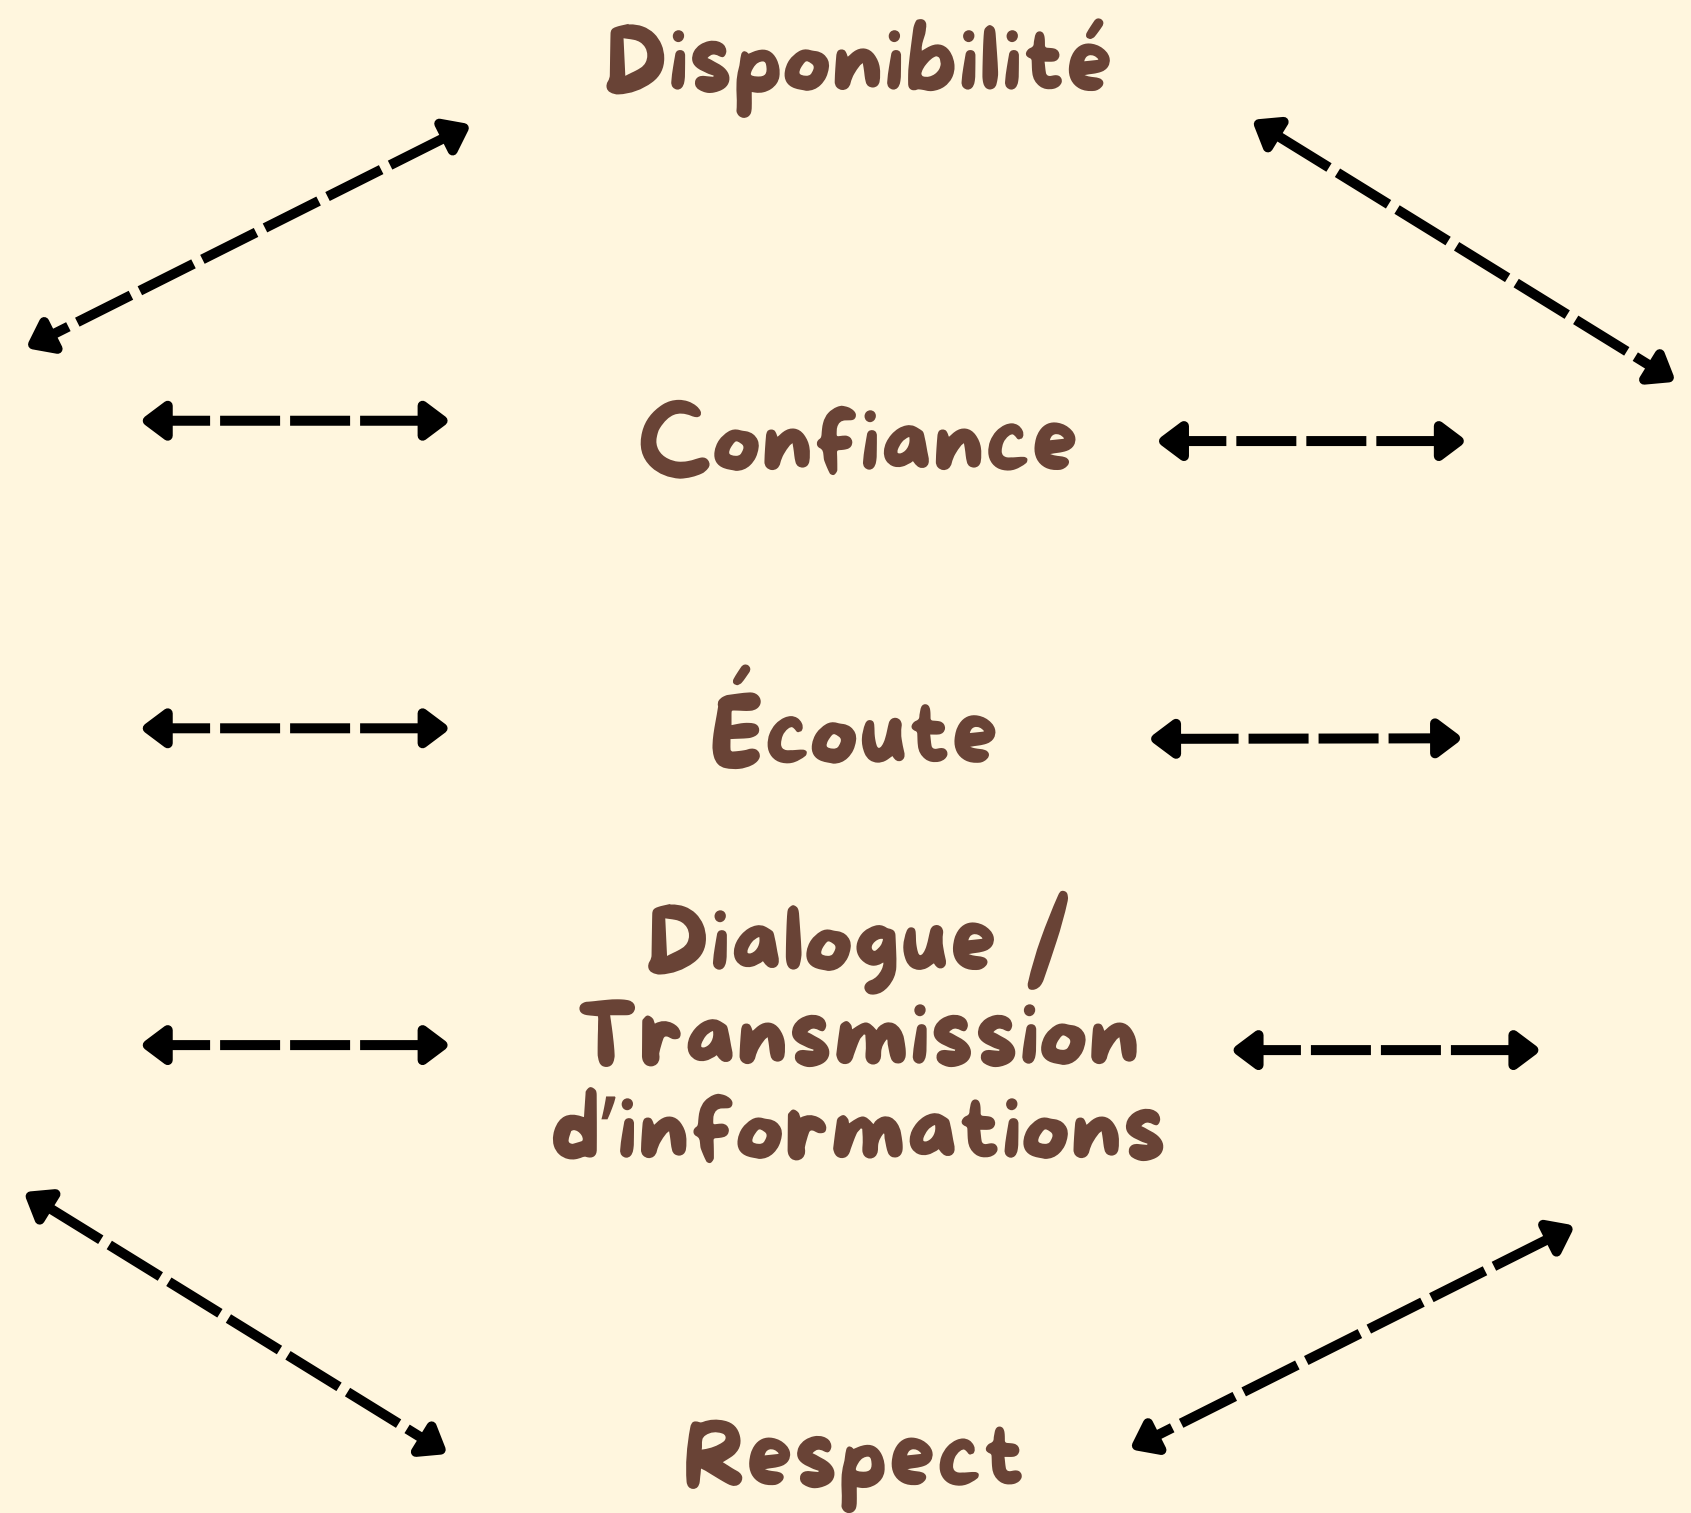 Disponibilité
Confiance
Écoute
Dialogue /
Transmission
d'informations
Respect